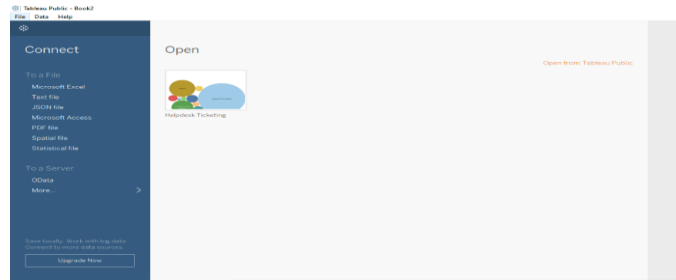 Tableau Public - Book2
File Data Help
Connect
Open
Open from Tableau Public
To a File
Microsoft Excel
Text file
JSON file
Microsoft Access
PDF file
Spatial file
Statistical file
Helpdesk Ticketing
To a Server
OData
More...
Save locally. Work with big data.
Connect to more data sources.
Upgrade Now